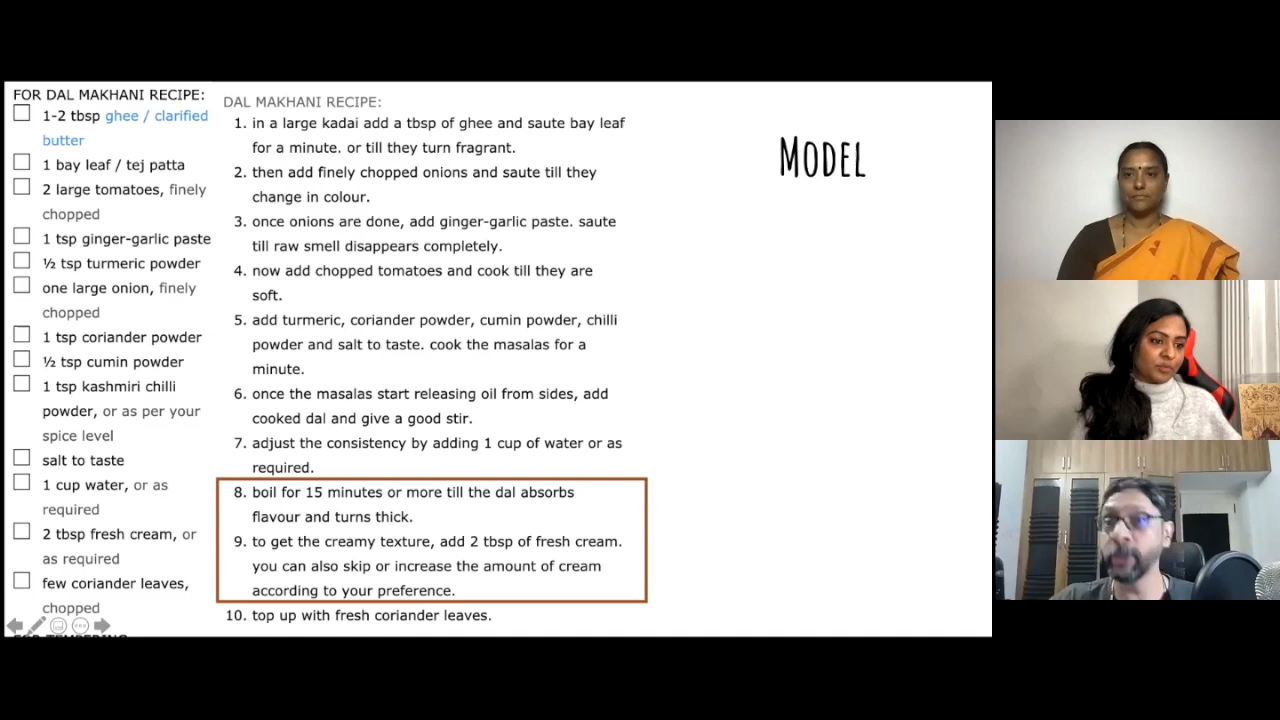 FOR DAL MAKHANI RECIPE:
1-2 tbsp ghee / clarified
butter
1 bay leaf / tej patta
2 large tomatoes, finely
chopped
1 tsp ginger-garlic paste
½ tsp turmeric powder
one large onion, finely
chopped
1 tsp coriander powder
½ tsp cumin powder
1 tsp kashmiri chilli
powder, or as per your
spice level
salt to taste
1 cup water, or as
required
2 tbsp fresh cream, or
as required
few coriander leaves,
chopped
FOR TEMPERING
DAL MAKHANI RECIPE:
1. in a large kadai add a tbsp of ghee and saute bay leaf
for a minute. or till they turn fragrant.
2. then add finely chopped onions and saute till they
change in colour.
3. once onions are done, add ginger-garlic paste. saute
till raw smell disappears completely.
4. now add chopped tomatoes and cook till they are
soft.
5. add turmeric, coriander powder, cumin powder, chilli
powder and salt to taste. cook the masalas for a
minute.
6. once the masalas start releasing oil from sides, add
cooked dal and give a good stir.
7. adjust the consistency by adding 1 cup of water or as
required.
8. boil for 15 minutes or more till the dal absorbs
flavour and turns thick.
9. to get the creamy texture, add 2 tbsp of fresh cream.
you can also skip or increase the amount of cream
according to your preference.
10. top up with fresh coriander leaves.
MODEL